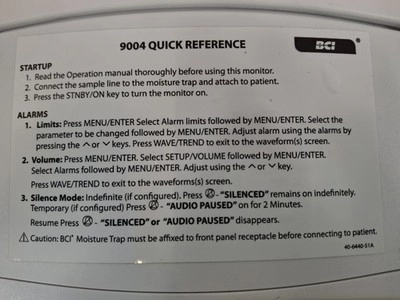 9004 QUICK REFERENCE
BCI
STARTUP
1. Read the Operation manual thoroughly before using this monitor.
2. Connect the sample line to the monitor trap and attach to patient.
3. Press the STNBY/ON key to turn the monitor on.
ALARMS
1. Limits: Press MENU/ENTER Select Alarm limits followed by MENU/ENTER. Select the
parameter to be changed followed by MENU/ENTER. Adjust alarm using the alarms by
pressing the ∧ or ∨ keys. Press WAVE/TREND to exit to the waveform(s) screen.
2. Volume: Press MENU/ENTER. Select SETUP/VOLUME followed by MENU/ENTER.
Select Alarms followed by MENU/ENTER. Adjust using the ∧ or ∨ key.
Press WAVE/TREND to exit to the waveforms(s) screen.
3. Silence Mode: Indefinite (if configured). Press - "SILENCED" remains on indefinitely.
Temporary (if configured) Press - "AUDIO PAUSED" on for 2 Minutes.
Resume Press - "SILENCED" or "AUDIO PAUSED" disappears.
⚠ Caution: BCI® Moisture Trap must be affixed to front panel receptacle before connecting to patient.
40-6440-51A